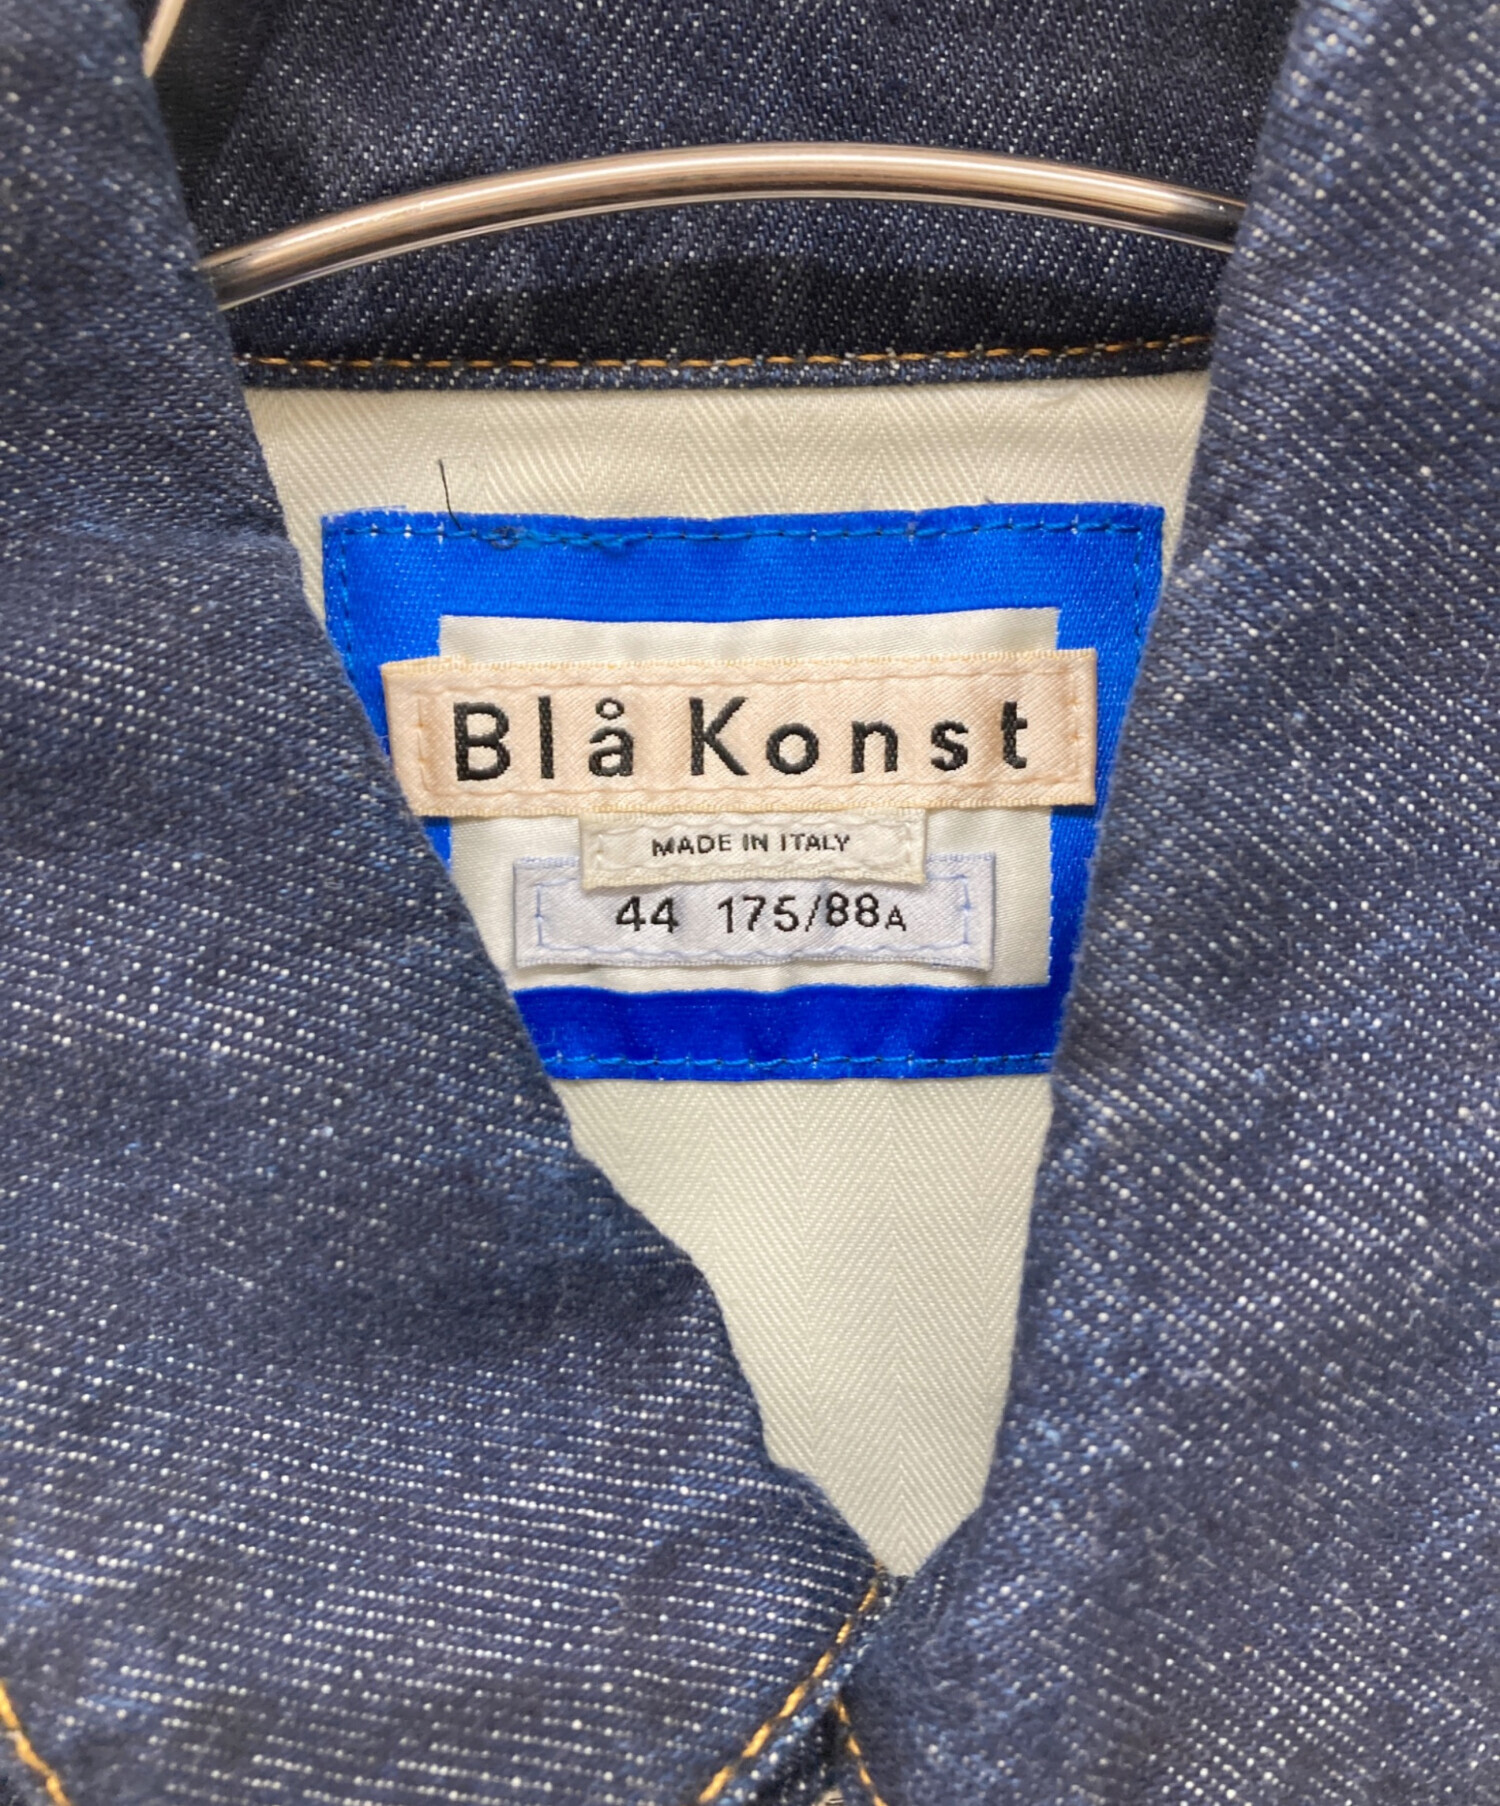 Blå Konst
MADE IN ITALY
44 175/88A